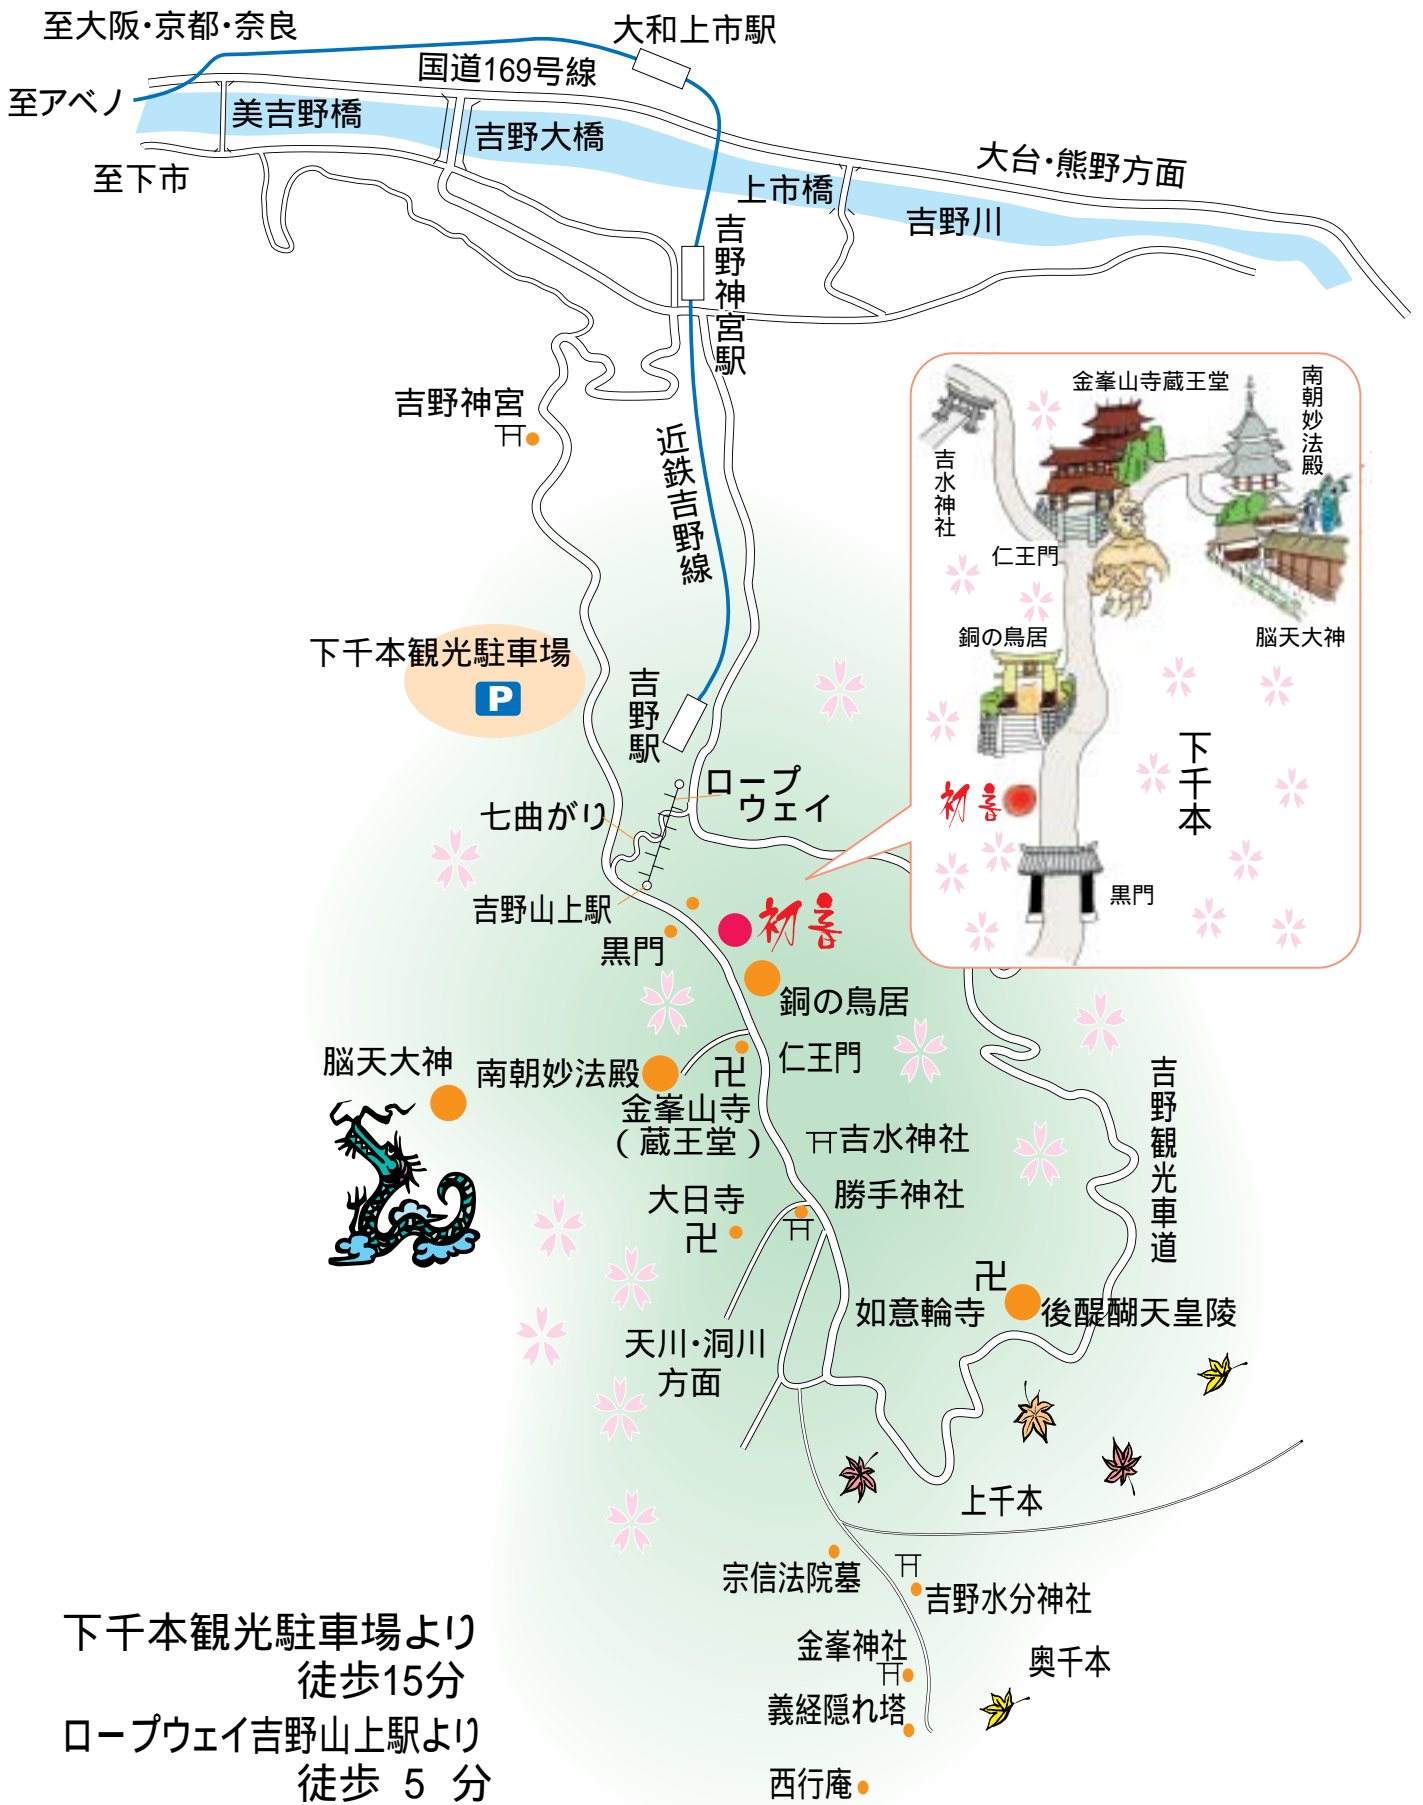 至大阪・京都・奈良
大和上市駅
国道169号線
至アベノ
美吉野橋
吉野大橋
至下市
上市橋
大台・熊野方面
吉野川
吉野神宮駅
吉野神宮
近鉄吉野線
下千本観光駐車場
P
吉野駅
ロープ
ウェイ
七曲がり
吉野山上駅
黒門
初音
銅の鳥居
仁王門
脳天大神
南朝妙法殿
卍
金峯山寺
(蔵王堂)
吉水神社
勝手神社
大日寺
卍
吉野観光車道
卍
如意輪寺
後醍醐天皇陵
天川・洞川
方面
上千本
宗信法院墓
吉野水分神社
金峯神社
奥千本
義経隠れ塔
西行庵
金峯山寺蔵王堂
南朝妙法殿
吉水神社
仁王門
銅の鳥居
脳天大神
下千本
初音
黒門
下千本観光駐車場より
徒歩15分
ロープウェイ吉野山上駅より
徒歩 5 分